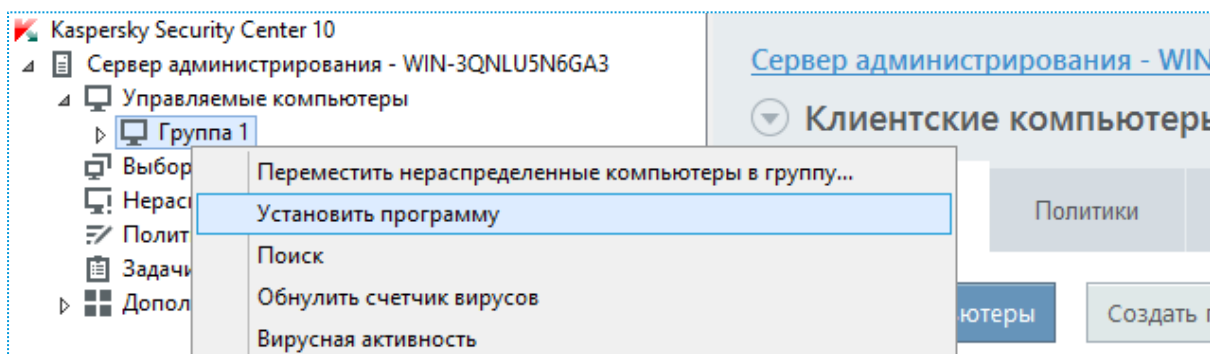 Kaspersky Security Center 10
Сервер администрирования - WIN-3QNLU5N6GA3
Управляемые компьютеры
Группа 1
Выбор
Нерас
Полит
Задачи
Допол
Переместить нераспределенные компьютеры в группу...
Установить программу
Поиск
Обнулить счетчик вирусов
Вирусная активность
Сервер администрирования - WIN
Клиентские компьютеры
Политики
ютеры
Создать